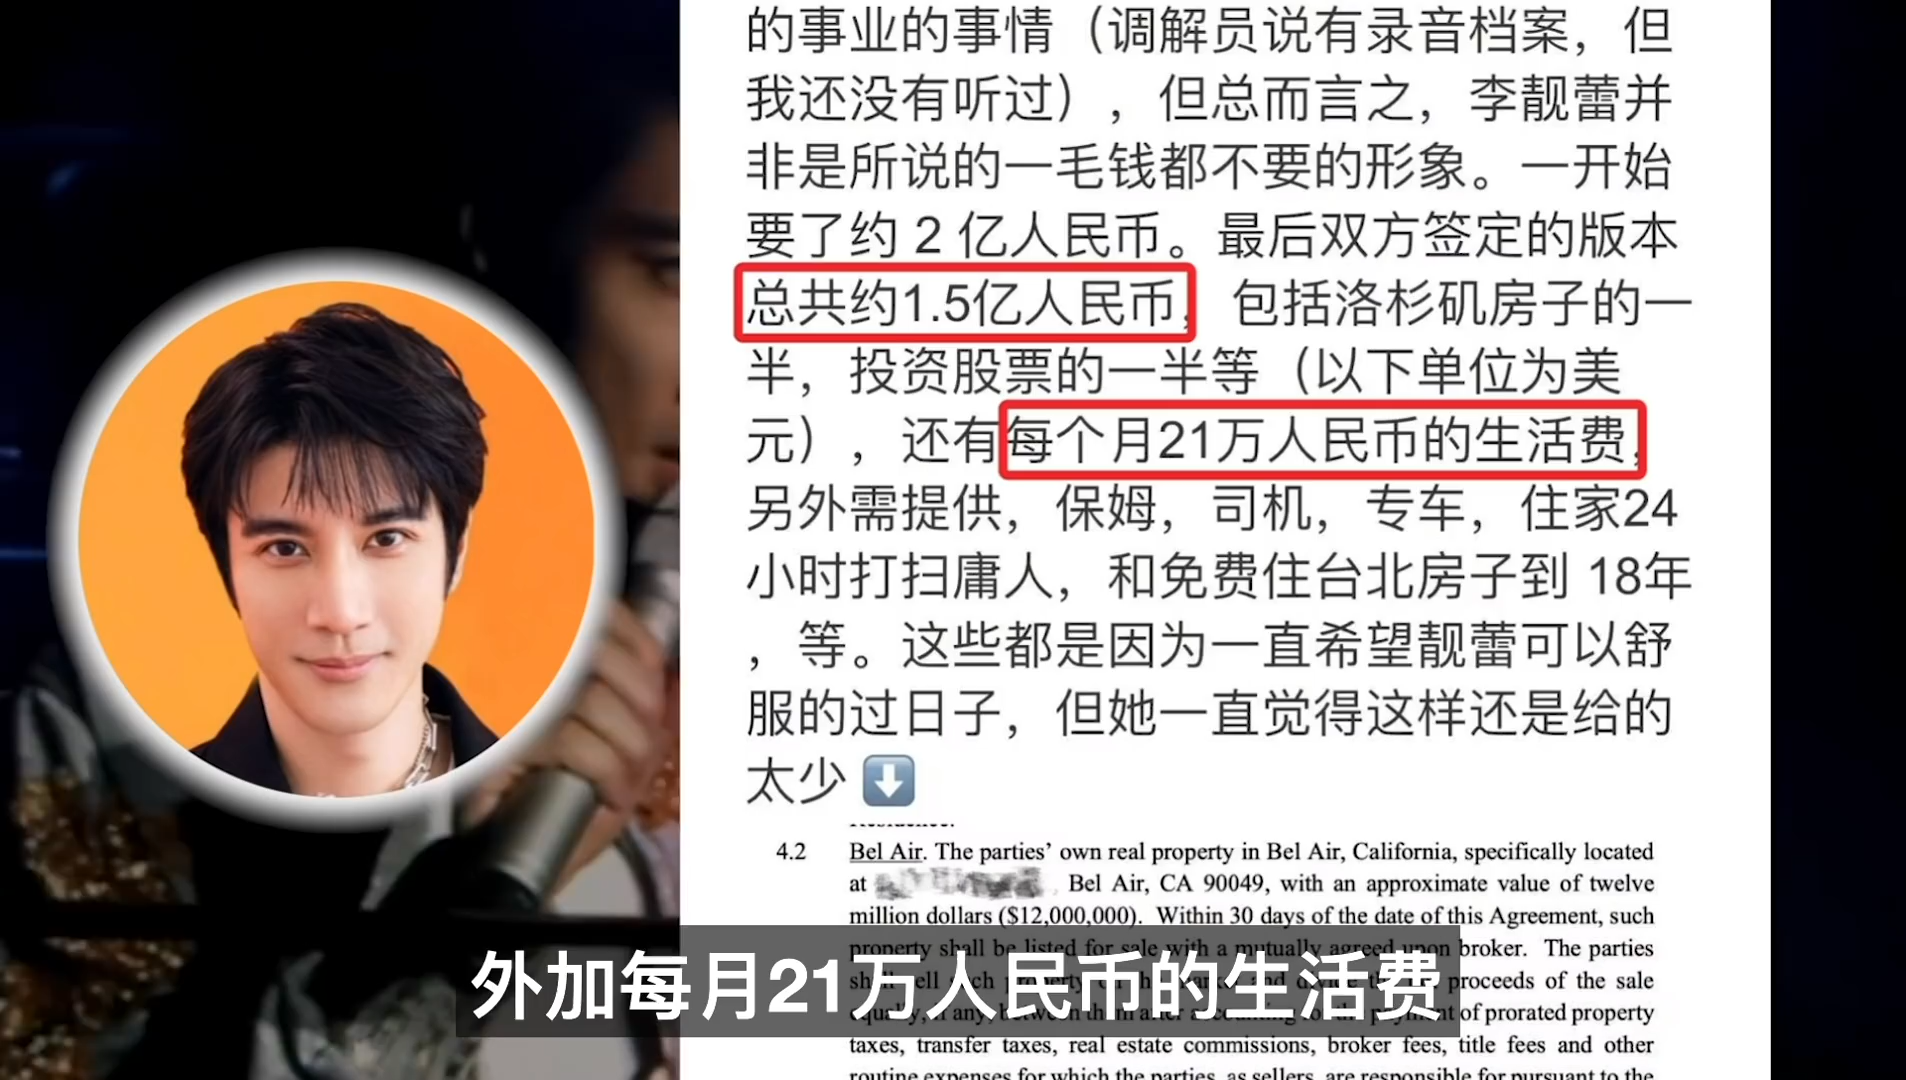 的事业的事情（调解员说有录音档案，但
我还没有听过），但总而言之，李靓蕾并
非是所说的一毛钱都不要的形象。一开始
要了约 2 亿人民币。最后双方签定的版本
总共约1.5亿人民币，包括洛杉矶房子的一
半，投资股票的一半等（以下单位为美
元），还有每个月21万人民币的生活费，
另外需提供，保姆，司机，专车，住家24
小时打扫庸人，和免费住台北房子到 18年
，等。这些都是因为一直希望靓蕾可以舒
服的过日子，但她一直觉得这样还是给的
太少 ⬇️
4.2 Bel Air. The parties’ own real property in Bel Air, California, specifically located
at Bel Air, CA 90049, with an approximate value of twelve
million dollars ($12,000,000). Within 30 days of the date of this Agreement, such
property shall be listed for sale with a mutually agreed upon broker. The parties
proceeds of the sale
of prorated property
外加每月21万人民币的生活费
taxes, transfer taxes, real estate commissions, broker fees, title fees and other
routine expenses for which the parties, as sellers, are responsible for pursuant to the